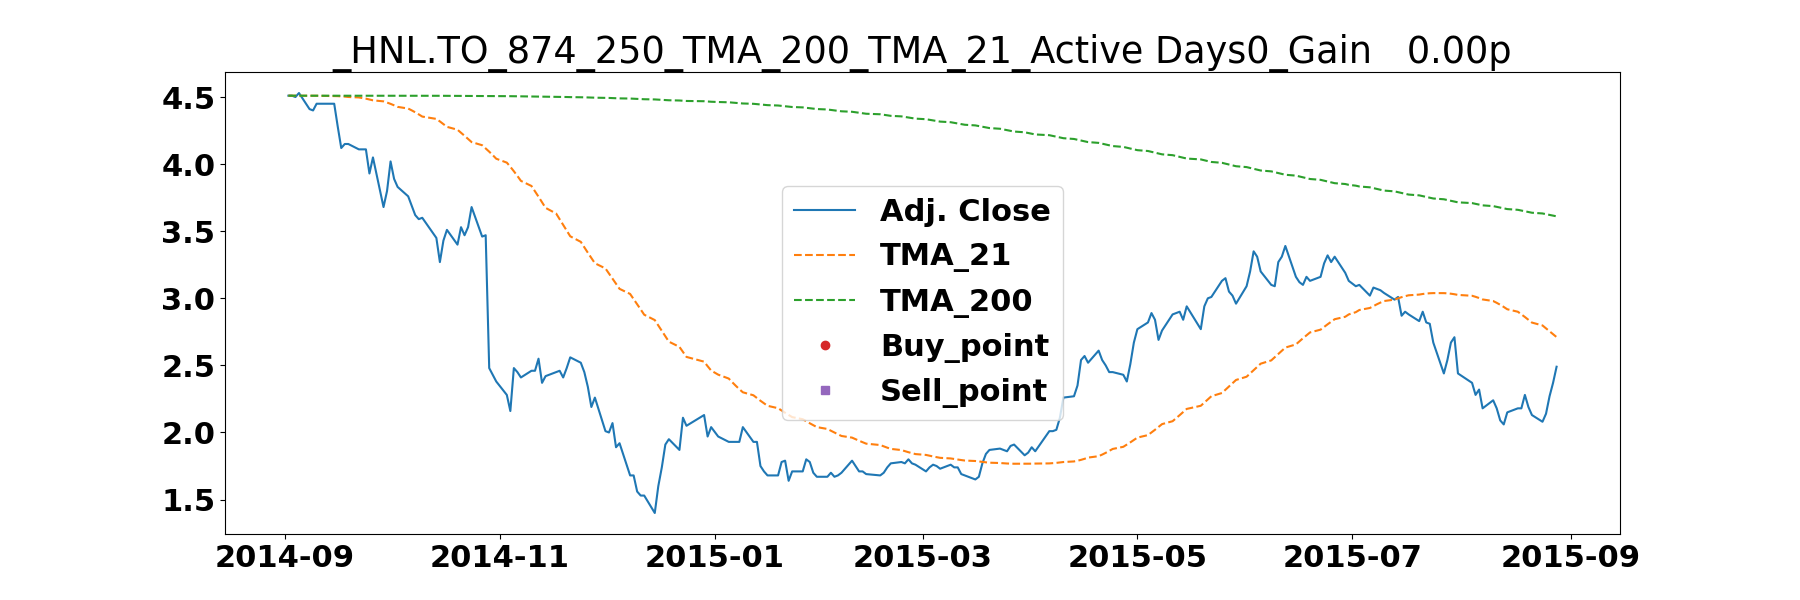 _HNL.TO_874_250_TMA_200_TMA_21_Active Days0_Gain   0.00p
4.5
4.0
3.5
3.0
2.5
2.0
1.5
Adj. Close
TMA_21
TMA_200
Buy_point
Sell_point
2014-09 2014-11 2015-01 2015-03 2015-05 2015-07 2015-09